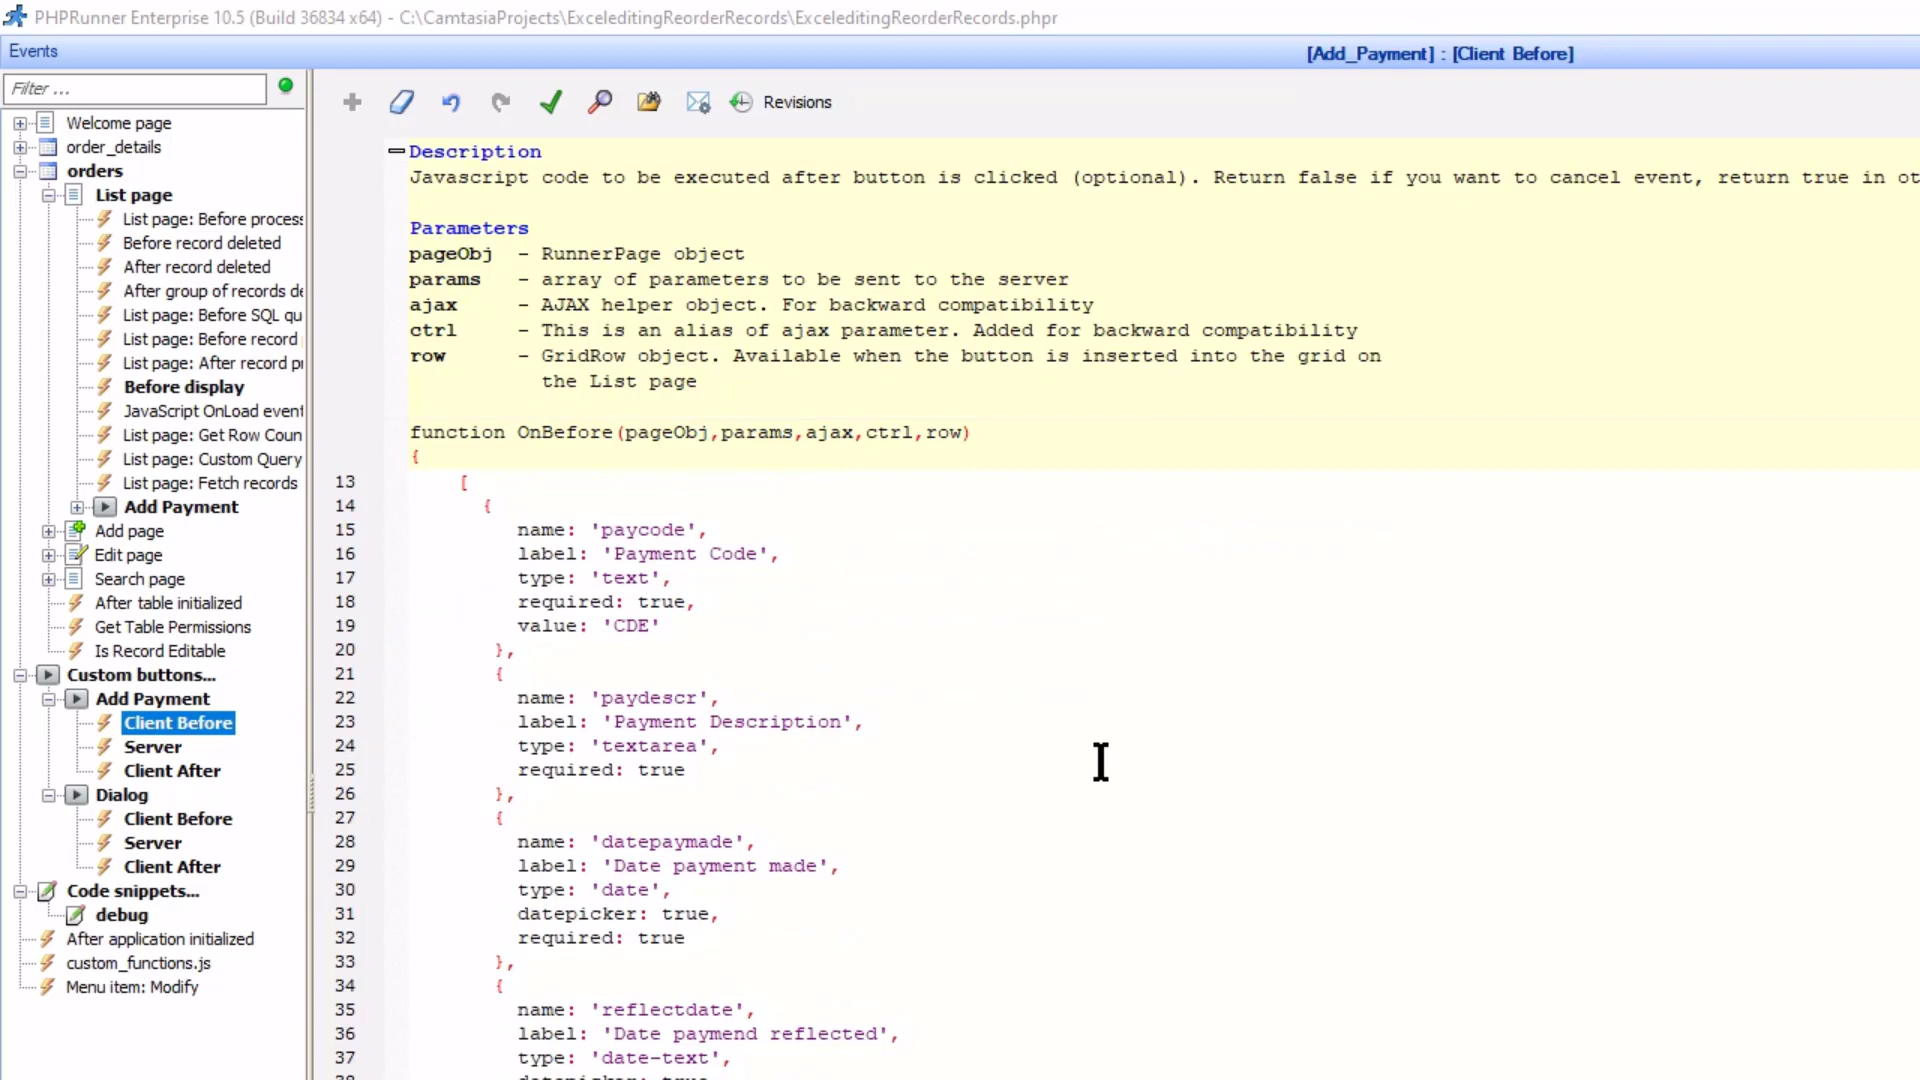 PHPRunner Enterprise 10.5 (Build 36834 x64) - C:\CamtasiaProjects\ExceleditingReorderRecords\ExceleditingReorderRecords.phpr
Events
[Add_Payment] : [Client Before]
Filter ...
Revisions
Welcome page
order_details
orders
List page
List page: Before process
Before record deleted
After record deleted
After group of records de
List page: Before SQL qu
List page: Before record
List page: After record pr
Before display
JavaScript OnLoad event
List page: Get Row Coun
List page: Custom Query
List page: Fetch records
Add Payment
Add page
Edit page
Search page
After table initialized
Get Table Permissions
Is Record Editable
Custom buttons...
Add Payment
Client Before
Server
Client After
Dialog
Client Before
Server
Client After
Code snippets...
debug
After application initialized
custom_functions.js
Menu item: Modify
Description
Javascript code to be executed after button is clicked (optional). Return false if you want to cancel event, return true in ot
Parameters
pageObj - RunnerPage object
params - array of parameters to be sent to the server
ajax - AJAX helper object. For backward compatibility
ctrl - This is an alias of ajax parameter. Added for backward compatibility
row - GridRow object. Available when the button is inserted into the grid on
the List page
function OnBefore(pageObj,params,ajax,ctrl,row)
{
13 [
14 {
15 name: 'paycode',
16 label: 'Payment Code',
17 type: 'text',
18 required: true,
19 value: 'CDE'
20 },
21 {
22 name: 'paydescr',
23 label: 'Payment Description',
24 type: 'textarea',
25 required: true
26 },
27 {
28 name: 'datepaymade',
29 label: 'Date payment made',
30 type: 'date',
31 datepicker: true,
32 required: true
33 },
34 {
35 name: 'reflectdate',
36 label: 'Date paymend reflected',
37 type: 'date-text',
38 datepicker: true,